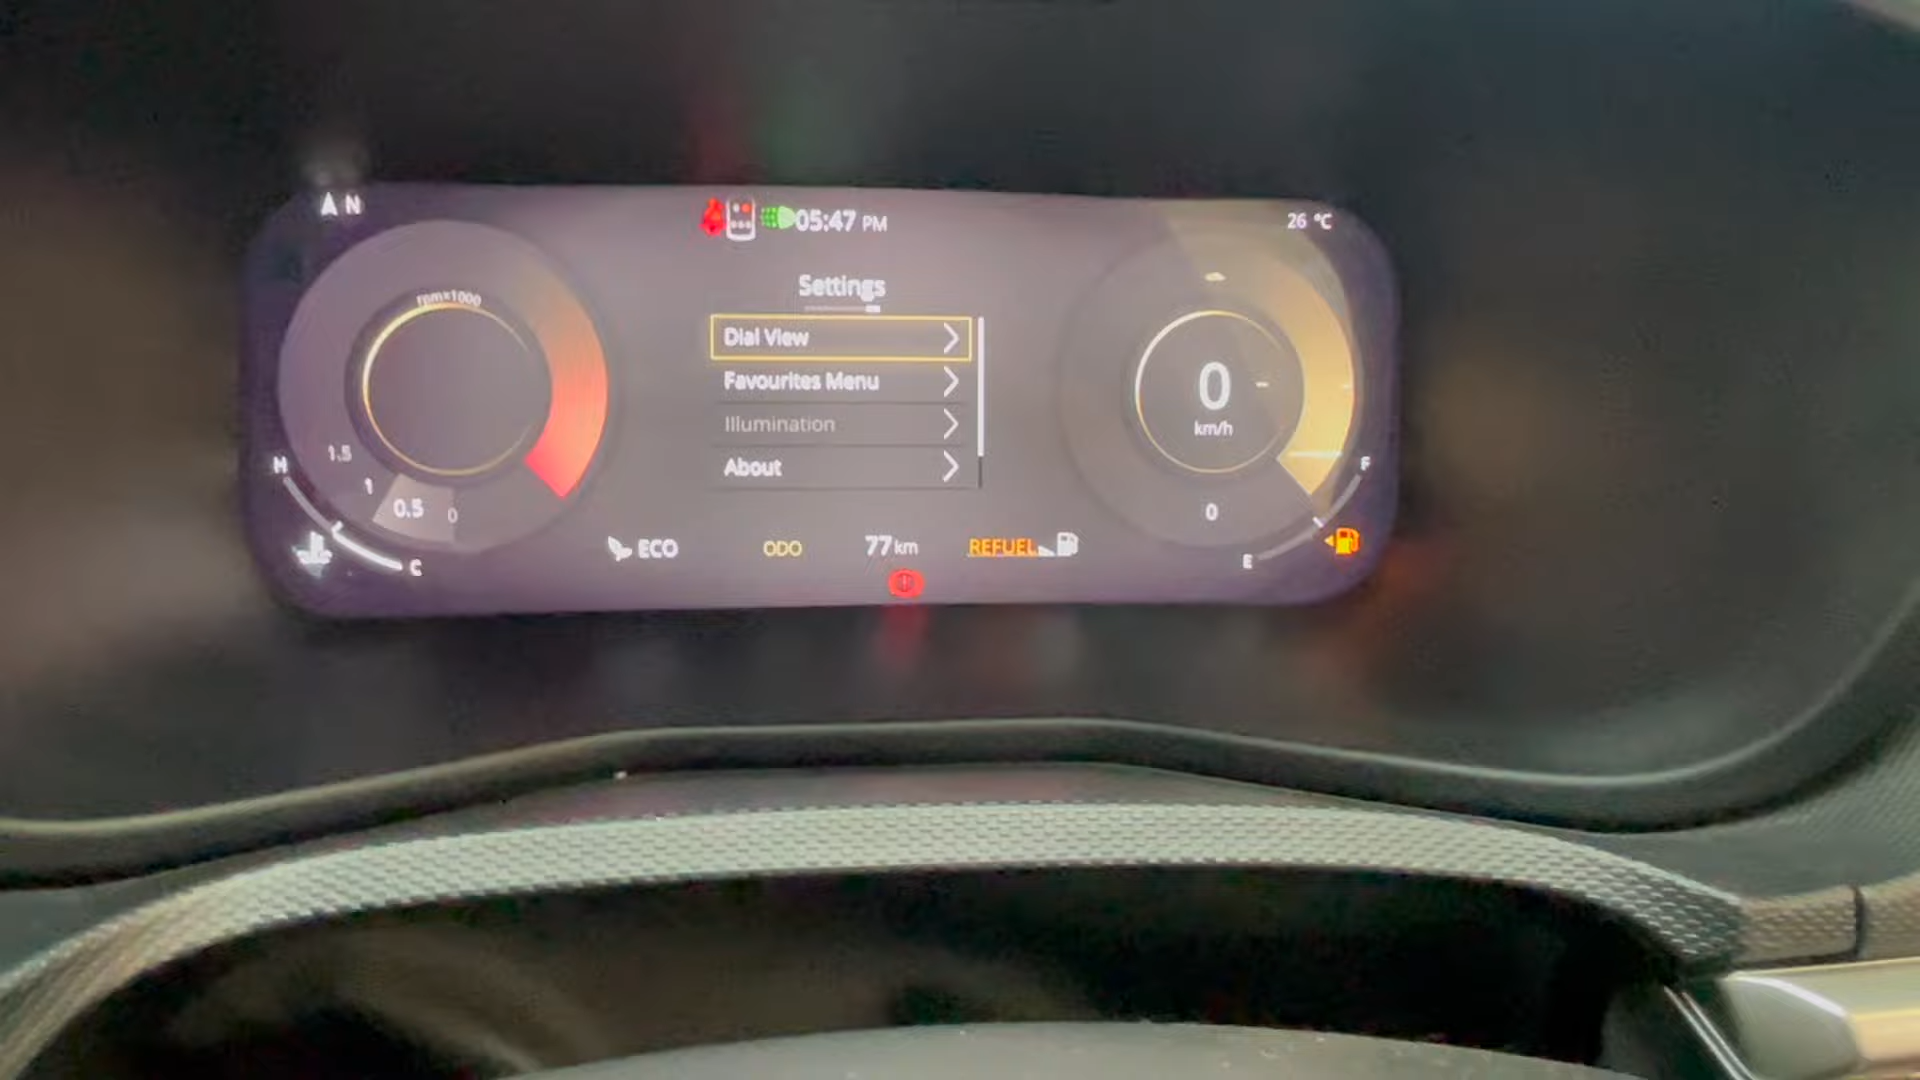 A N
05:47 PM
26 °C
rpm×1000
1.5
1
0.5
0
H
C
Settings
Dial View
Favourites Menu
Illumination
About
0
km/h
0
F
E
ECO
ODO
77 km
REFUEL